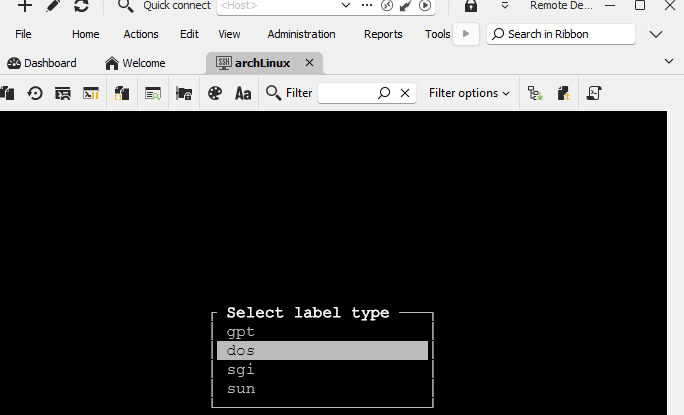 Quick connect <Host> ... Remote De...
File Home Actions Edit View Administration Reports Tools Search in Ribbon
Dashboard Welcome SSH archLinux
Aa Filter Filter options
Select label type
gpt
dos
sgi
sun